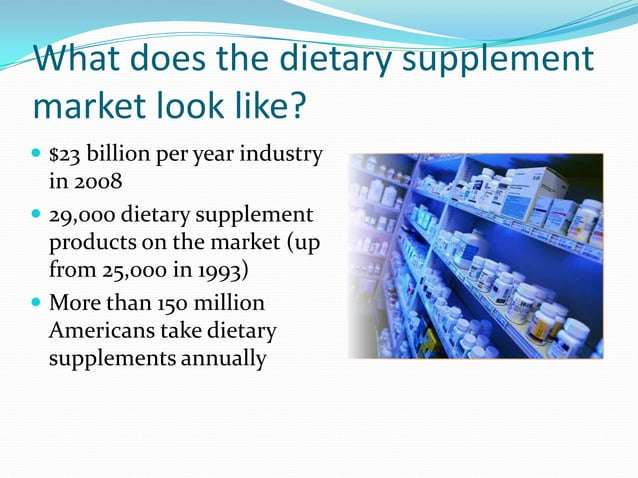 What does the dietary supplement
market look like?
$23 billion per year industry
in 2008
29,000 dietary supplement
products on the market (up
from 25,000 in 1993)
More than 150 million
Americans take dietary
supplements annually